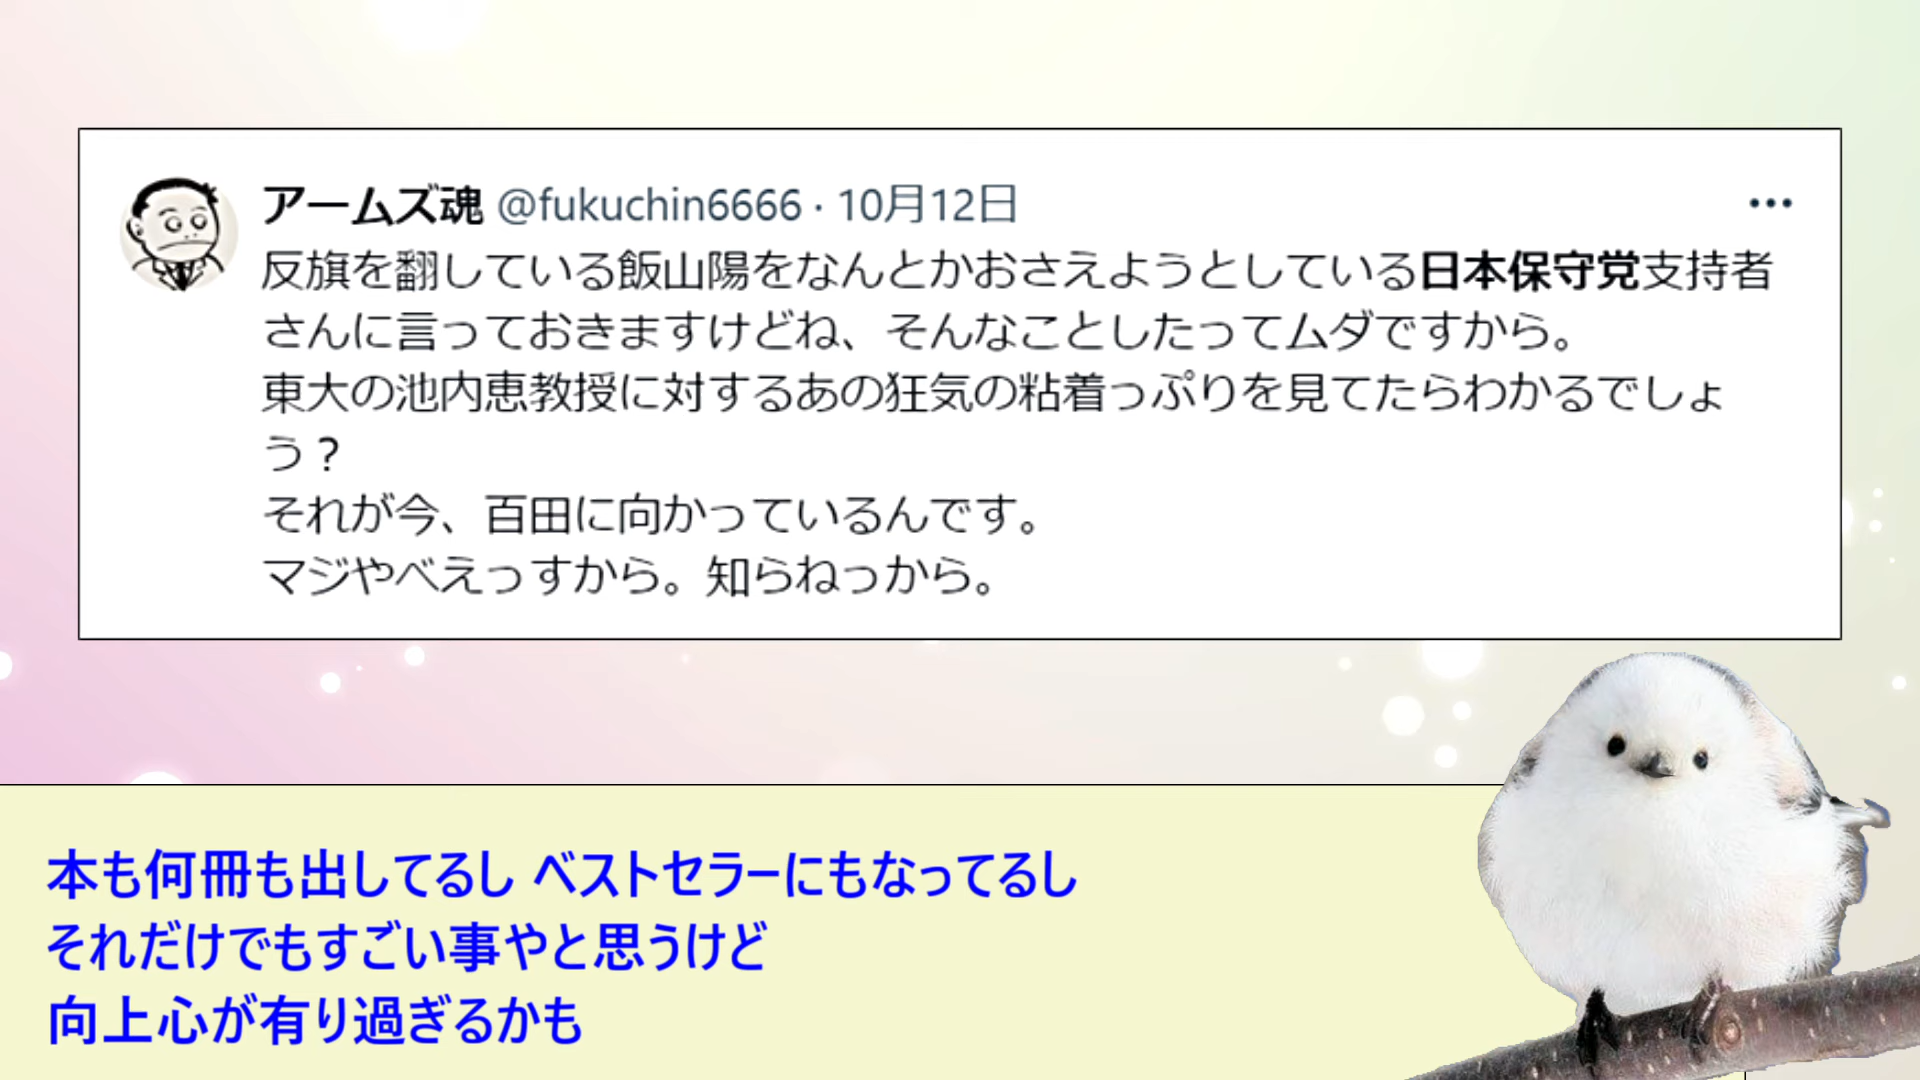 アームズ魂 @fukuchin6666 · 10月12日
反旗を翻している飯山陽をなんとかおさえようとしている日本保守党支持者
さんに言っておきますけどね、そんなことしたってムダですから。
東大の池内恵教授に対するあの狂気の粘着っぷりを見てたらわかるでしょ
う？
それが今、百田に向かっているんです。
マジやべえっすから。知らねっから。
本も何冊も出してるし ベストセラーにもなってるし
それだけでもすごい事やと思うけど
向上心が有り過ぎるかも